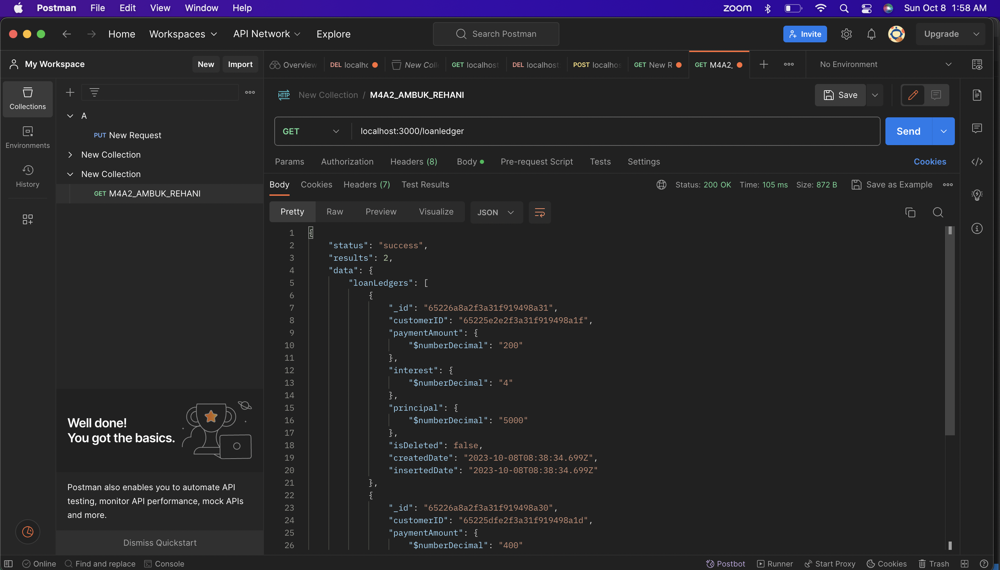 Postman File Edit View Window Help zoom Sun Oct 8 1:58 AM
Home Workspaces API Network Explore Search Postman Invite Upgrade
My Workspace New Import Overview DEL localhc New Coll GET localhost DEL localhost: POST localhos GET New R GET M4A2_ No Environment
Collections
Environments
History
A
PUT New Request
New Collection
New Collection
GET M4A2_AMBUK_REHANI
Well done!
You got the basics.
Postman also enables you to automate API
testing, monitor API performance, mock APIs
and more.
Dismiss Quickstart
HTTP New Collection / M4A2_AMBUK_REHANI Save
GET localhost:3000/loanledger Send
Params Authorization Headers (8) Body Pre-request Script Tests Settings Cookies
Body Cookies Headers (7) Test Results Status: 200 OK Time: 105 ms Size: 872 B Save as Example
Pretty Raw Preview Visualize JSON
1 {
2 "status": "success",
3 "results": 2,
4 "data": {
5 "loanLedgers": [
6 {
7 "_id": "65226a8a2f3a31f919498a31",
8 "customerID": "65225e2e2f3a31f919498a1f",
9 "paymentAmount": {
10 "$numberDecimal": "200"
11 },
12 "interest": {
13 "$numberDecimal": "4"
14 },
15 "principal": {
16 "$numberDecimal": "5000"
17 },
18 "isDeleted": false,
19 "createdDate": "2023-10-08T08:38:34.699Z",
20 "insertedDate": "2023-10-08T08:38:34.699Z"
21 },
22 {
23 "_id": "65226a8a2f3a31f919498a30",
24 "customerID": "65225dfe2f3a31f919498a1d",
25 "paymentAmount": {
26 "$numberDecimal": "400"
Online Find and replace Console Postbot Runner Start Proxy Cookies Trash